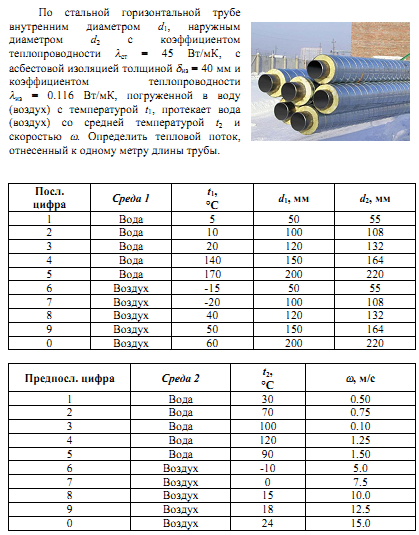 По стальной горизонтальной трубе
внутренним диаметром d1, наружным
диаметром d2 с коэффициентом
теплопроводности λст = 45 Вт/мК, с
асбестовой изоляцией толщиной δиз = 40 мм и
коэффициентом теплопроводности
λиз = 0.116 Вт/мК, погруженной в воду
(воздух) с температурой t1, протекает вода
(воздух) со средней температурой t2 и
скоростью ω. Определить тепловой поток,
отнесенный к одному метру длины трубы.
Посл. цифра Среда 1 t1, °C d1, мм d2, мм
1 Вода 5 50 55
2 Вода 10 100 108
3 Вода 20 120 132
4 Вода 140 150 164
5 Вода 170 200 220
6 Воздух -15 50 55
7 Воздух -20 100 108
8 Воздух 40 120 132
9 Воздух 50 150 164
0 Воздух 60 200 220
Предпосл. цифра Среда 2 t2, °C ω, м/с
1 Вода 30 0.50
2 Вода 70 0.75
3 Вода 100 0.10
4 Вода 120 1.25
5 Вода 90 1.50
6 Воздух -10 5.0
7 Воздух 0 7.5
8 Воздух 15 10.0
9 Воздух 18 12.5
0 Воздух 24 15.0